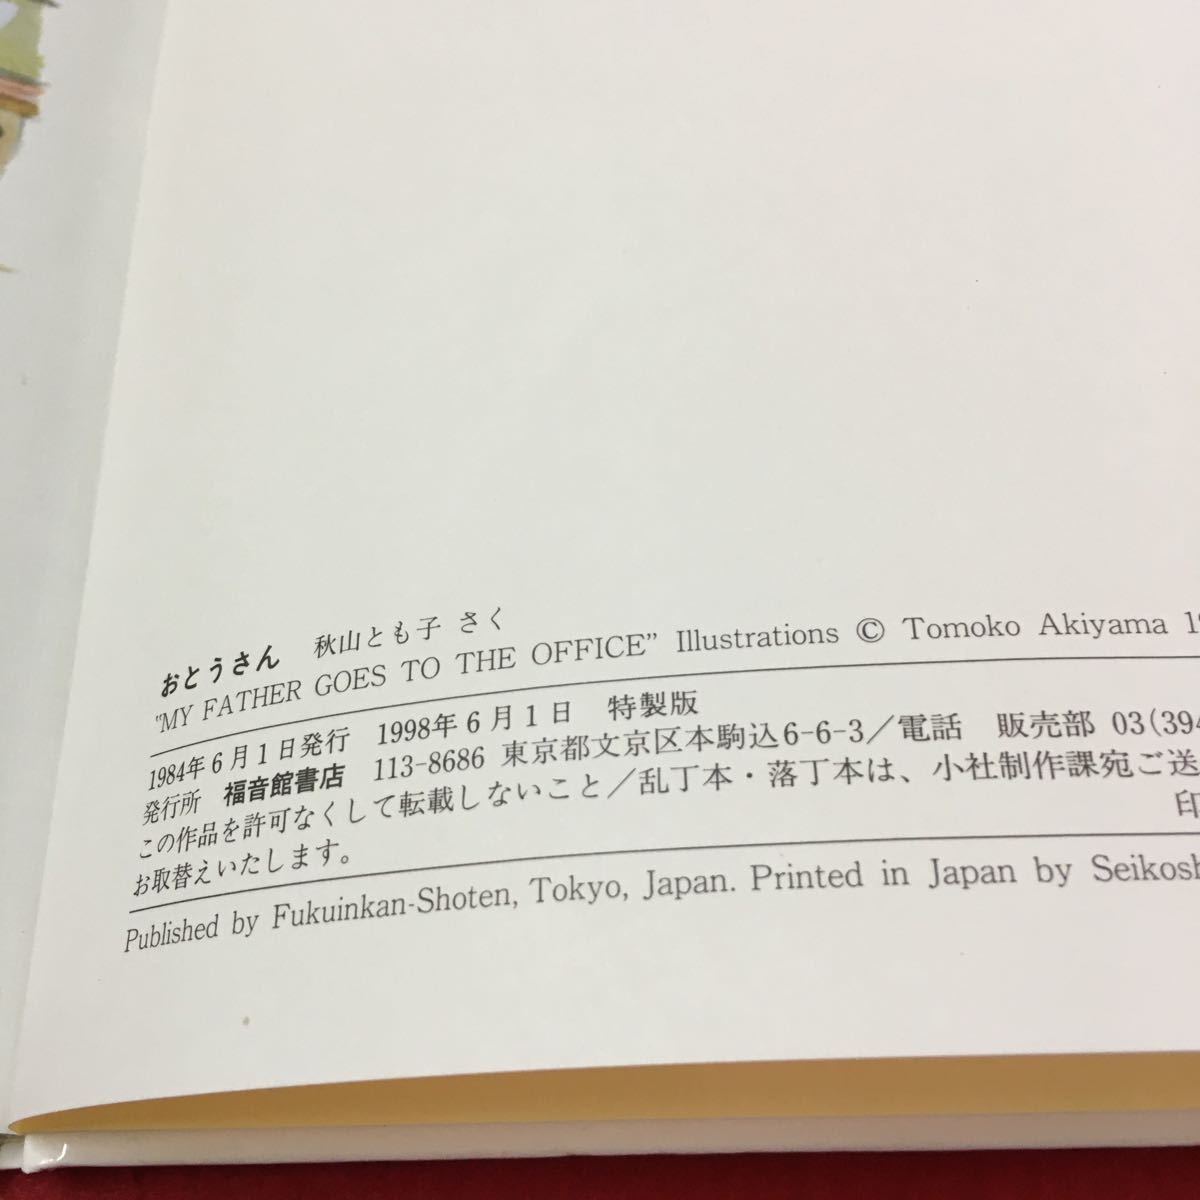 おとうさん 秋山とも子 さく
"MY FATHER GOES TO THE OFFICE" Illustrations © Tomoko Akiyama
1984年6月1日発行 1998年6月1日 特製版
発行所 福音館書店 113-8686 東京都文京区本駒込6-6-3/電話 販売部 03(394
この作品を許可なくして転載しないこと/乱丁本・落丁本は、小社制作課宛ご送
お取替えいたします。 印
Published by Fukuinkan-Shoten, Tokyo, Japan. Printed in Japan by Seikosh